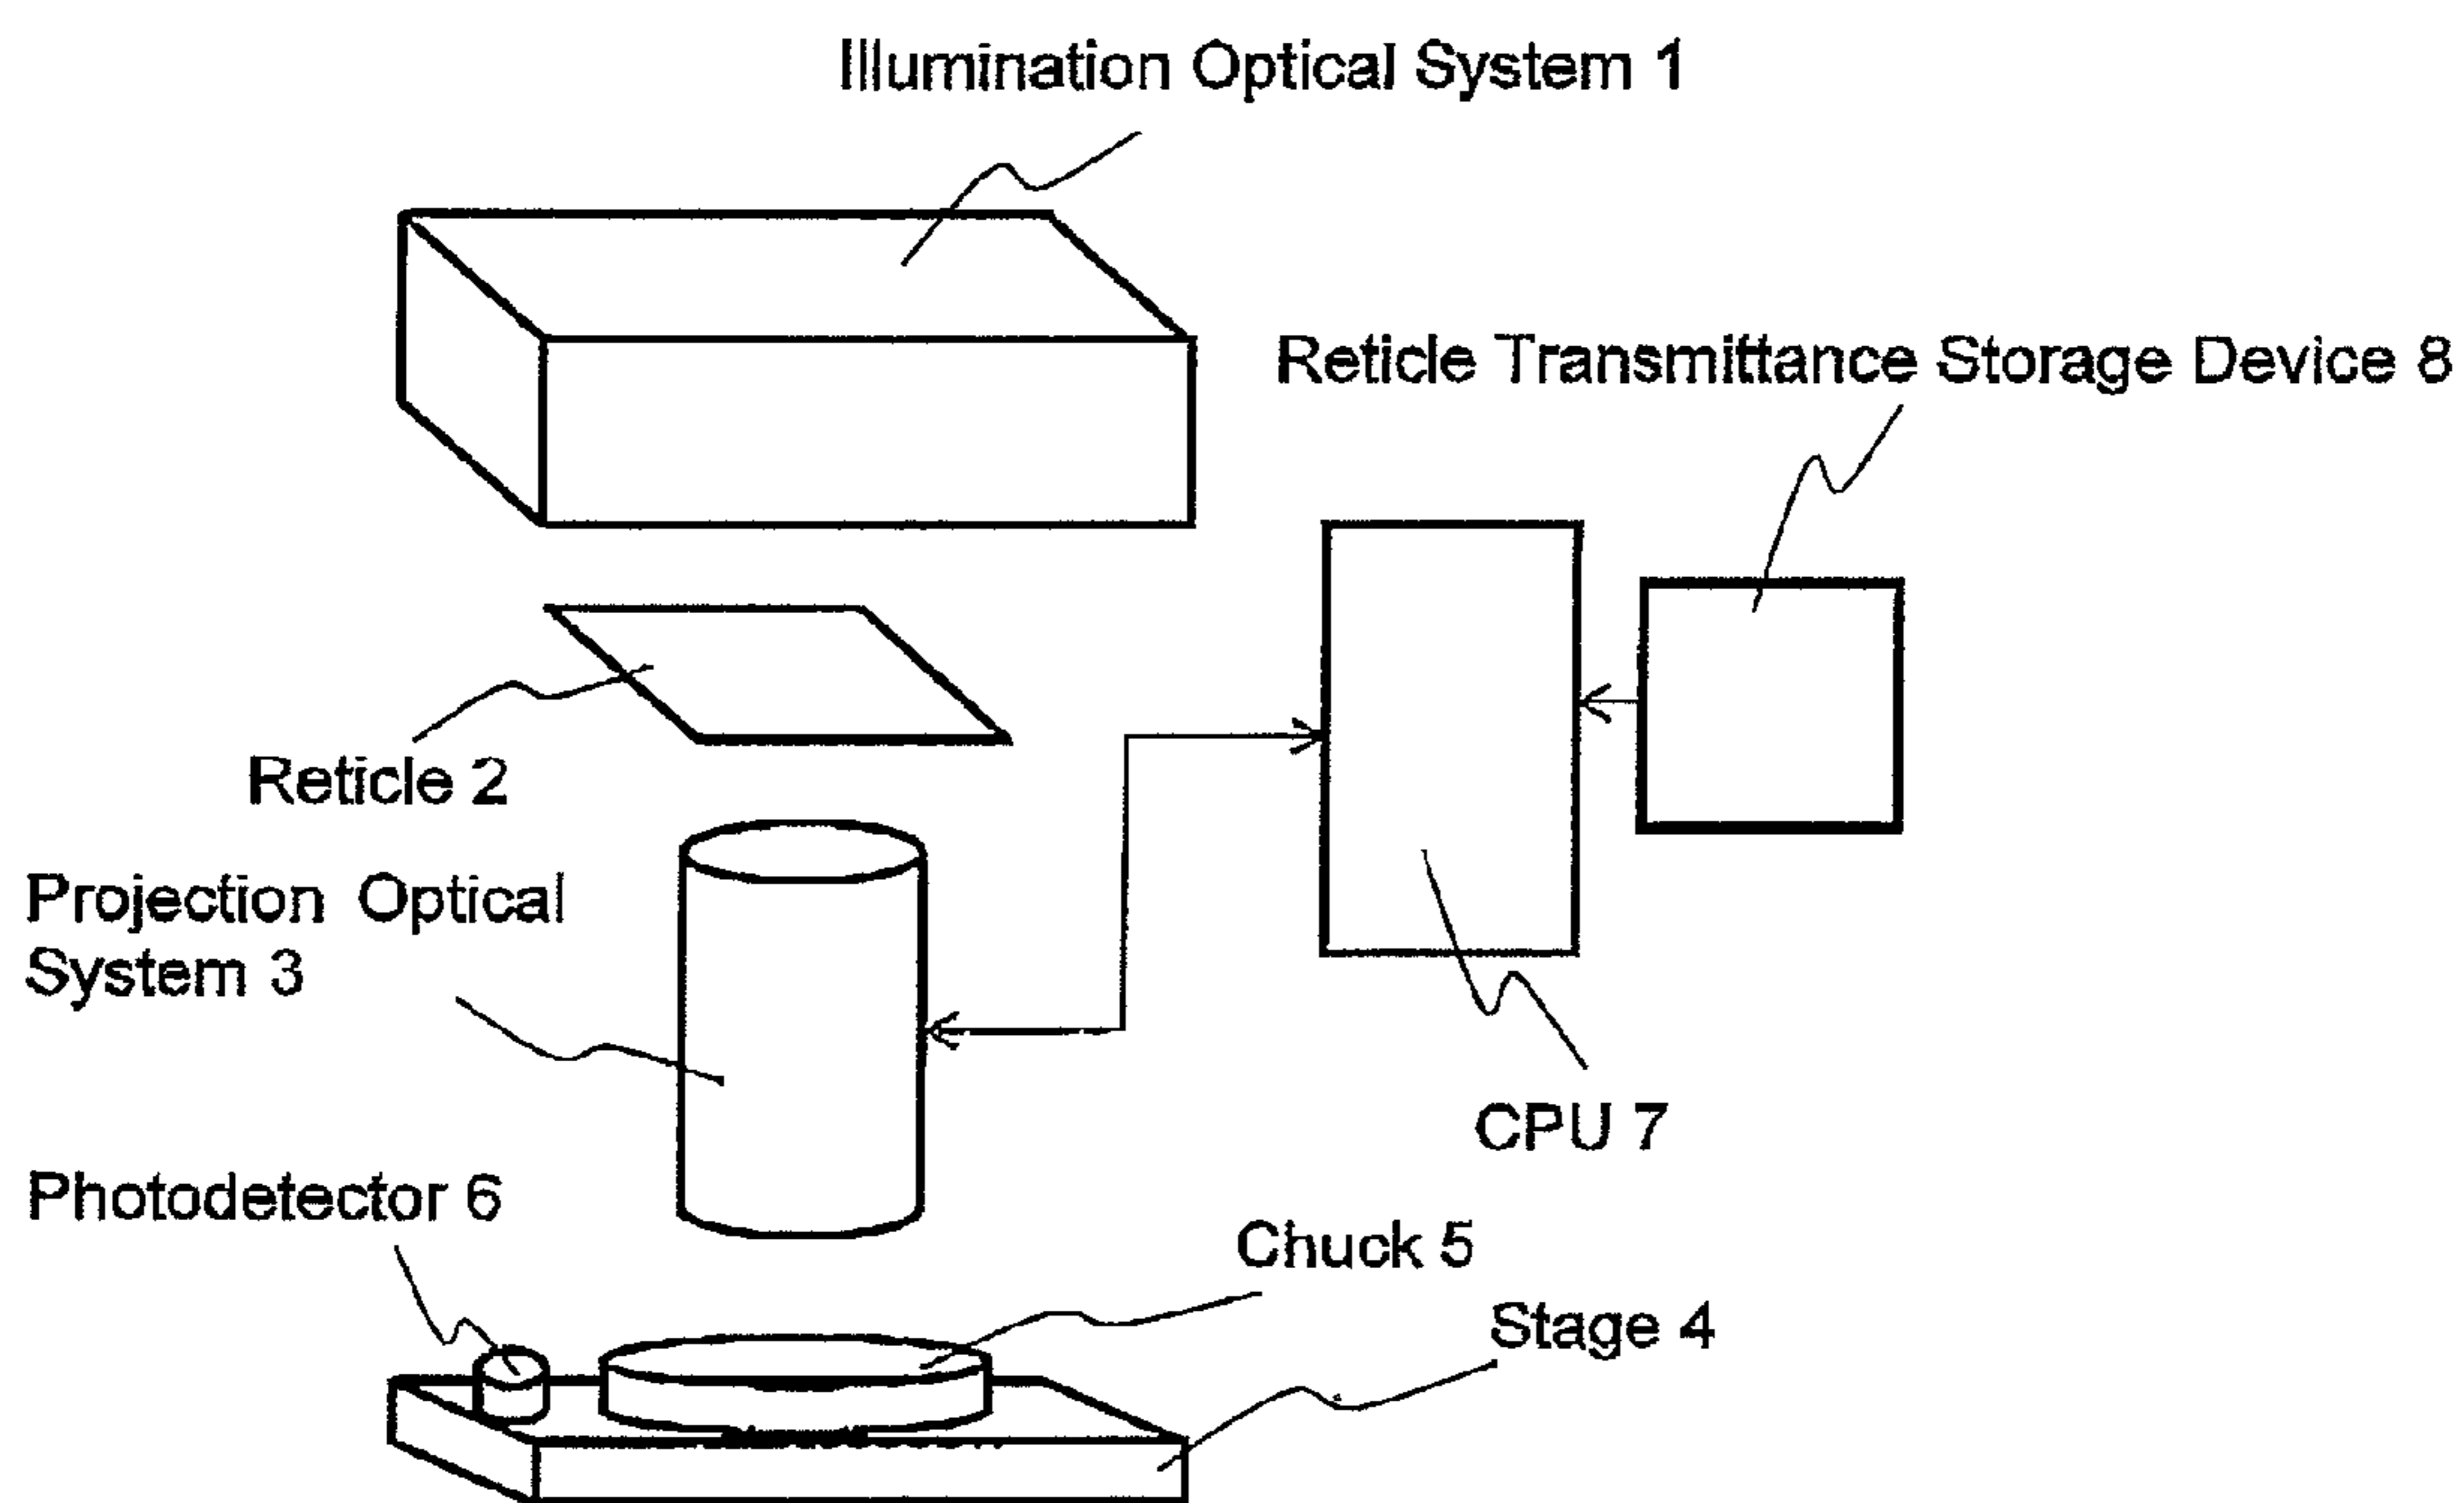 Illumination Optical System 1
Reticle Transmittance Storage Device 8
Reticle 2
Projection Optical
System 3
CPU 7
Photodetector 6
Chuck 5
Stage 4